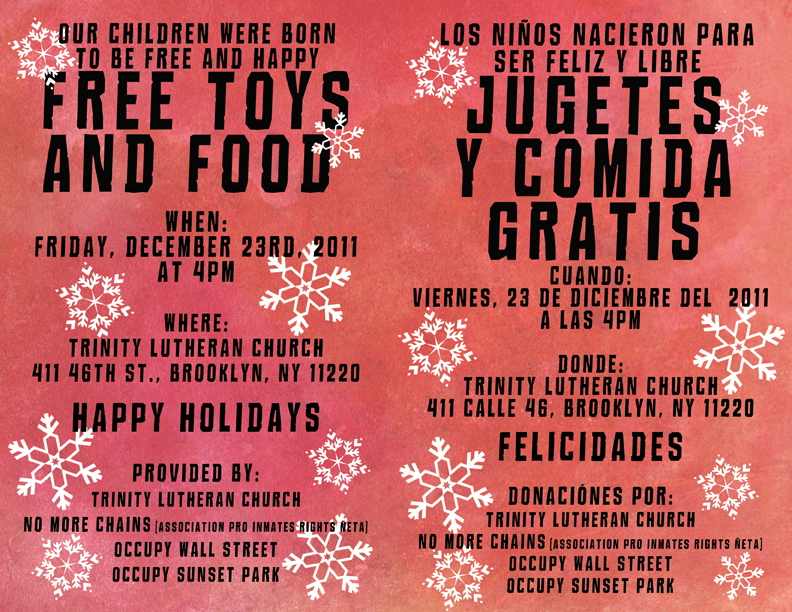 OUR CHILDREN WERE BORN
TO BE FREE AND HAPPY
FREE TOYS
AND FOOD
WHEN:
FRIDAY, DECEMBER 23RD, 2011
AT 4PM
WHERE:
TRINITY LUTHERAN CHURCH
411 46TH ST., BROOKLYN, NY 11220
HAPPY HOLIDAYS
PROVIDED BY:
TRINITY LUTHERAN CHURCH
NO MORE CHAINS (ASSOCIATION PRO INMATES RIGHTS ÑETA)
OCCUPY WALL STREET
OCCUPY SUNSET PARK
LOS NIÑOS NACIERON PARA
SER FELIZ Y LIBRE
JUGETES
Y COMIDA
GRATIS
CUANDO:
VIERNES, 23 DE DICIEMBRE DEL 2011
A LAS 4PM
DONDE:
TRINITY LUTHERAN CHURCH
411 CALLE 46, BROOKLYN, NY 11220
FELICIDADES
DONACIÓNES POR:
TRINITY LUTHERAN CHURCH
NO MORE CHAINS (ASSOCIATION PRO INMATES RIGHTS ÑETA)
OCCUPY WALL STREET
OCCUPY SUNSET PARK